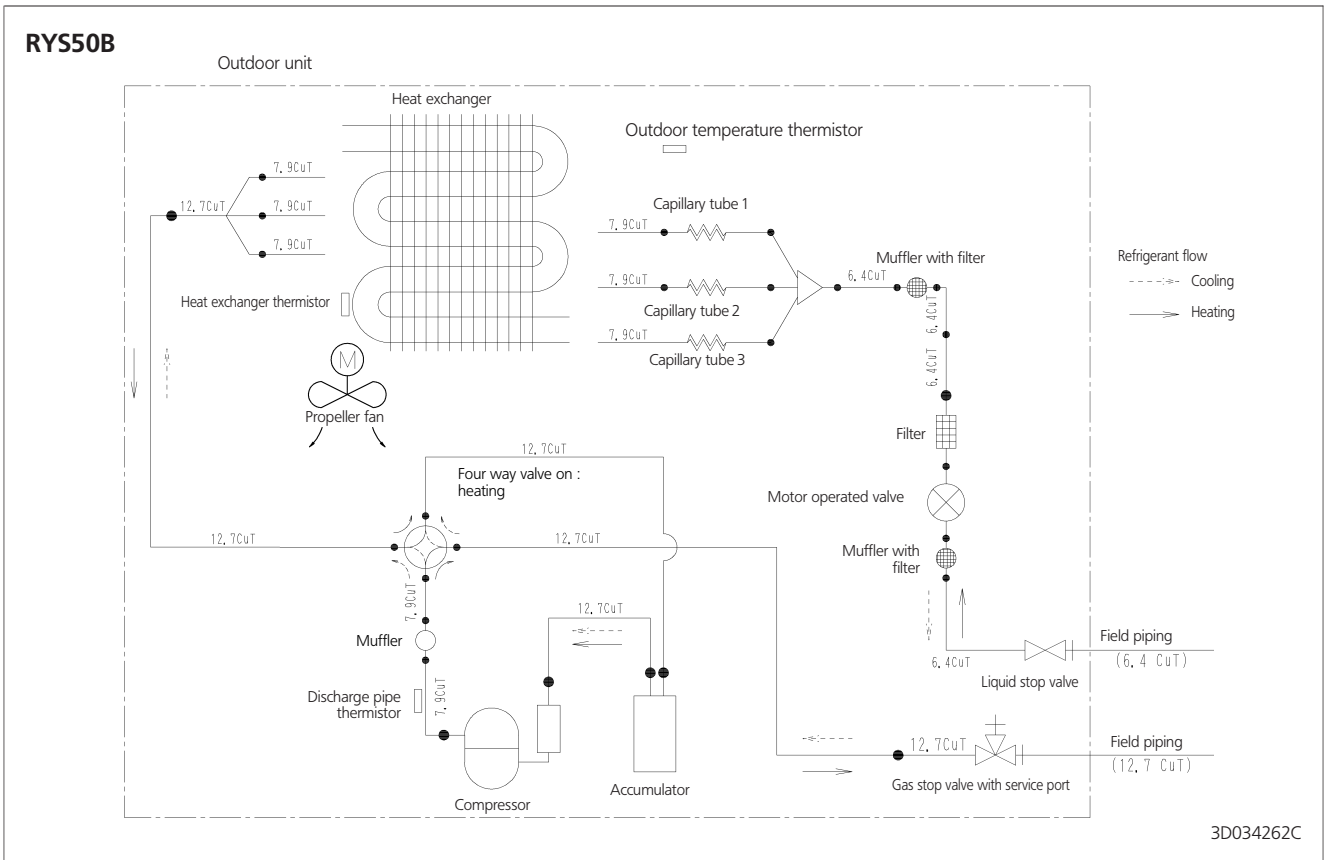 RYS50B
Outdoor unit
Heat exchanger
Outdoor temperature thermistor
7.9CuT
12.7CuT
7.9CuT
7.9CuT
Heat exchanger thermistor
M
Propeller fan
Capillary tube 1
7.9CuT
7.9CuT
Capillary tube 2
7.9CuT
Capillary tube 3
Muffler with filter
6.4CuT
6.4CuT
6.4CuT
Filter
Motor operated valve
Muffler with
filter
Refrigerant flow
Cooling
Heating
12.7CuT
Four way valve on :
heating
12.7CuT
12.7CuT
7.9CuT
Muffler
12.7CuT
Discharge pipe
thermistor
7.9CuT
Compressor
Accumulator
6.4CuT
Field piping
(6.4 CuT)
Liquid stop valve
12.7CuT
Field piping
(12.7 CuT)
Gas stop valve with service port
3D034262C